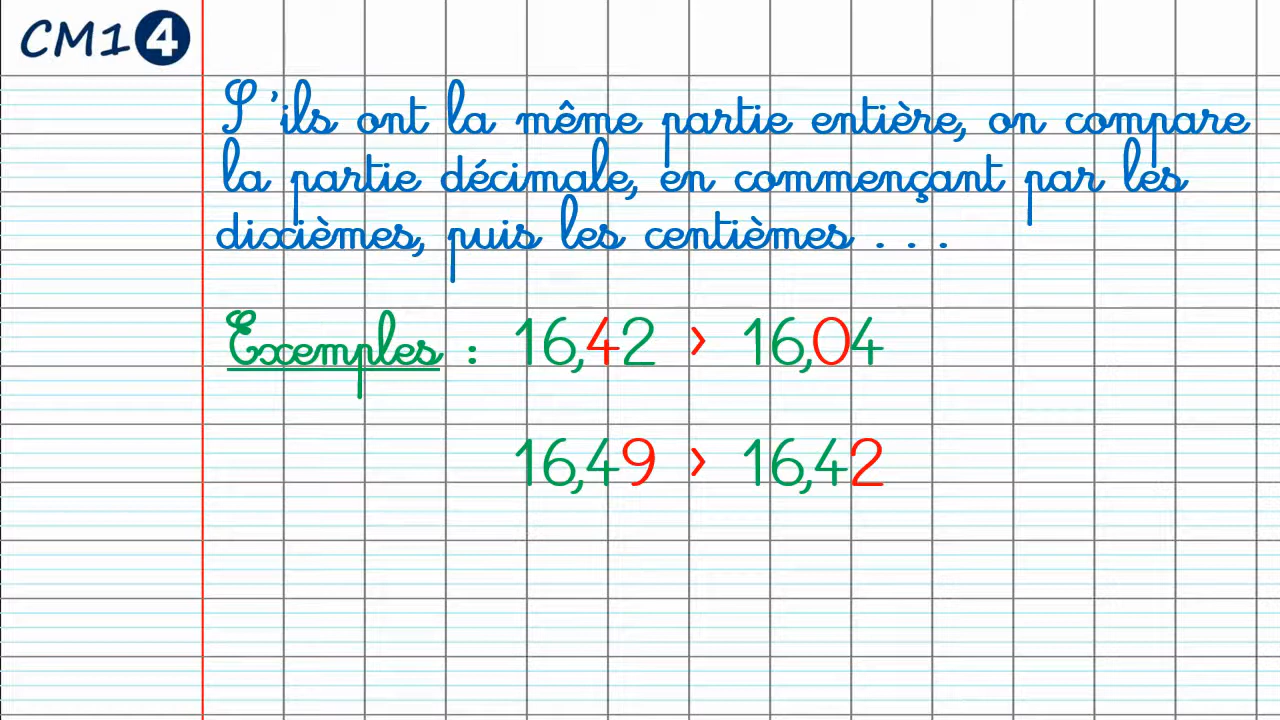 CM1 4
S'ils ont la même partie entière, on compare
la partie décimale, en commençant par les
dixièmes, puis les centièmes . . .
Exemples : 16,42 > 16,04
16,49 > 16,42